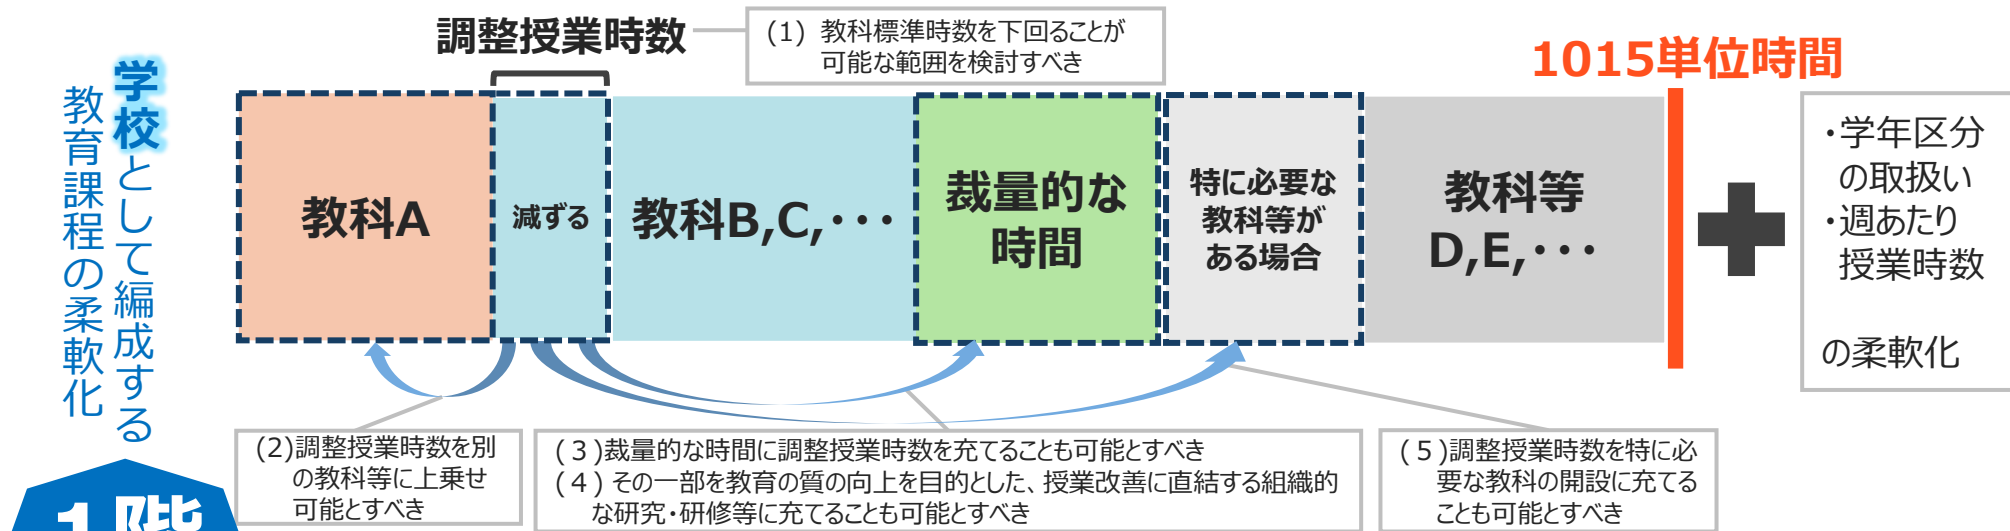 学校として編成する
教育課程の柔軟化
1階
調整授業時数
(1) 教科標準時数を下回ることが
可能な範囲を検討すべき
1015単位時間
教科A
減ずる
教科B,C,・・・
裁量的な
時間
特に必要な
教科等が
ある場合
教科等
D,E,・・・
・学年区分
の取扱い
・週あたり
授業時数
の柔軟化
(2)調整授業時数を別
の教科等に上乗せ
可能とすべき
(３)裁量的な時間に調整授業時数を充てることも可能とすべき
(４) その一部を教育の質の向上を目的とした、授業改善に直結する組織的
な研究・研修等に充てることも可能とすべき
(５)調整授業時数を特に必
要な教科の開設に充てる
ことも可能とすべき